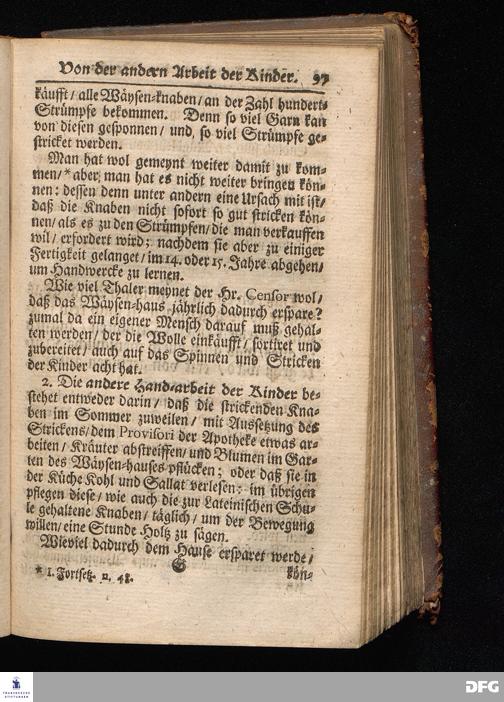 Von der andern Arbeit der Kinder. 97
käufft/ alle Wäysen-knaben/ an der Zahl hundert-
Strümpfe bekommen. Denn so viel Garn kan
von diesen gesponnen/ und, so viel Strümpfe ge-
stricket werden.
Man hat wol gemeynt weiter damit zu kom-
men/* aber, man hat es nicht weiter bringen kön-
nen: dessen denn unter andern eine Ursach mit ist/
daß die Knaben nicht sofort so gut stricken kön-
nen/ als es zu den Strümpfen/ die man verkauffen
wil/ erfordert wird; nachdem sie aber zu einiger
Fertigkeit gelanget/ im 14. oder 15. Jahre abgehen/
um Handwercke zu lernen.
Wie viel Thaler meynet der Hr. Censor wol/
daß das Wäysen-haus jährlich dadurch erspare?
zumal da ein eigener Mensch darauf muß gehal-
ten werden/ der die Wolle einkäufft/ sortiret und
zubereitet/ auch auf das Spinnen und Stricken
der Kinder acht hat.
2. Die andere Hand-arbeit der Kinder be-
stehet entweder darin/ daß die strickenden Kna-
ben im Sommer zuweilen/ mit Aussetzung des
Strickens/ dem Provisori der Apotheke etwas ar-
beiten/ Kräuter abstreiffen/ und Blumen im Gar-
ten des Wäysen-hauses pflücken; oder daß sie in
der Küche Kohl und Sallat verlesen: im übrigen
pflegen diese/ wie auch die zur Lateinischen Schu-
le gehaltene Knaben/ täglich/ um der Bewegung
willen/ eine Stunde Holtz zu sägen.
Wieviel dadurch dem Hause ersparet werde/
G kön-
* 1. Fortsetz. n. 48.
FRANCKESCHE STIFTUNGEN
DFG